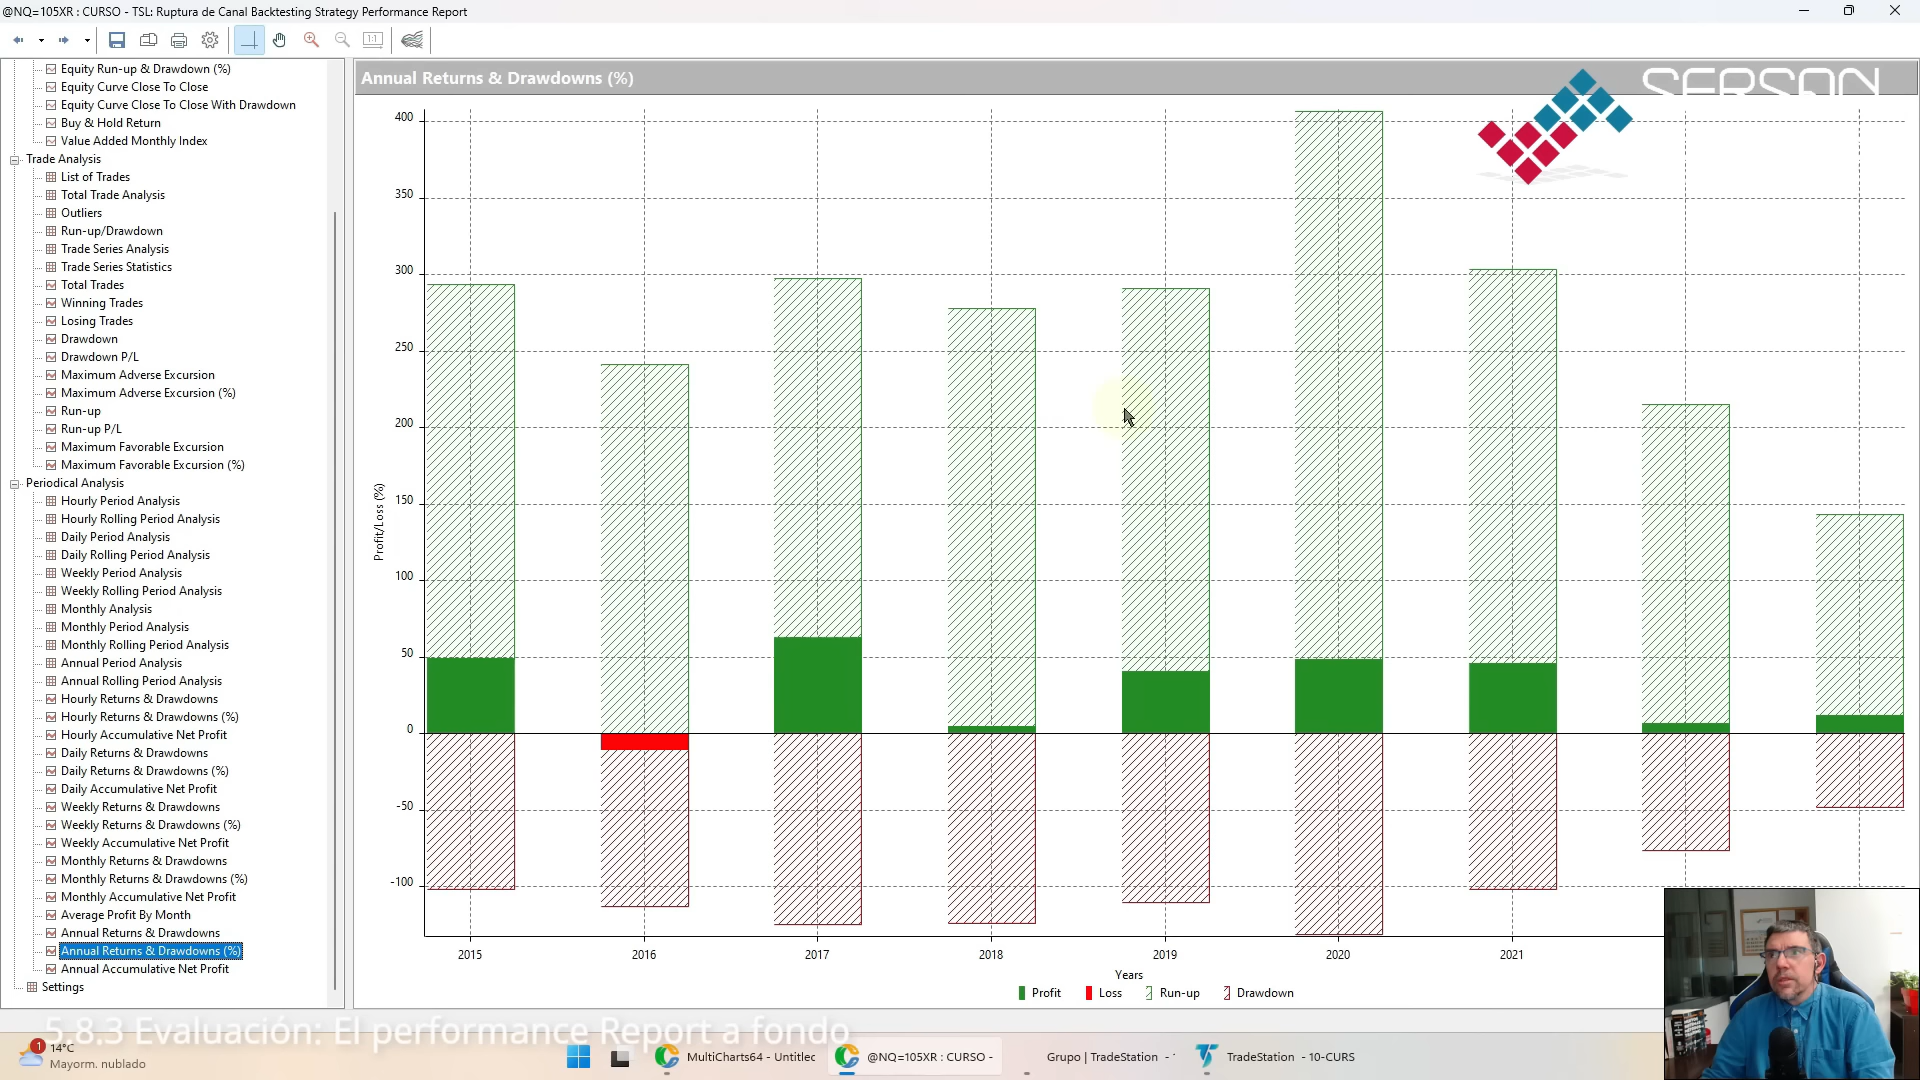 @NQ=105XR : CURSO - TSL: Ruptura de Canal Backtesting Strategy Performance Report
1:1
Equity Run-up & Drawdown (%)
Equity Curve Close To Close
Equity Curve Close To Close With Drawdown
Buy & Hold Return
Value Added Monthly Index
Trade Analysis
List of Trades
Total Trade Analysis
Outliers
Run-up/Drawdown
Trade Series Analysis
Trade Series Statistics
Total Trades
Winning Trades
Losing Trades
Drawdown
Drawdown P/L
Maximum Adverse Excursion
Maximum Adverse Excursion (%)
Run-up
Run-up P/L
Maximum Favorable Excursion
Maximum Favorable Excursion (%)
Periodical Analysis
Hourly Period Analysis
Hourly Rolling Period Analysis
Daily Period Analysis
Daily Rolling Period Analysis
Weekly Period Analysis
Weekly Rolling Period Analysis
Monthly Analysis
Monthly Period Analysis
Monthly Rolling Period Analysis
Annual Period Analysis
Annual Rolling Period Analysis
Hourly Returns & Drawdowns
Hourly Returns & Drawdowns (%)
Hourly Accumulative Net Profit
Daily Returns & Drawdowns
Daily Returns & Drawdowns (%)
Daily Accumulative Net Profit
Weekly Returns & Drawdowns
Weekly Returns & Drawdowns (%)
Weekly Accumulative Net Profit
Monthly Returns & Drawdowns
Monthly Returns & Drawdowns (%)
Monthly Accumulative Net Profit
Average Profit By Month
Annual Returns & Drawdowns
Annual Returns & Drawdowns (%)
Annual Accumulative Net Profit
Settings
Annual Returns & Drawdowns (%)
SERSAN
400
350
300
250
200
150
100
50
0
-50
-100
Profit/Loss (%)
2015 2016 2017 2018 2019 2020 2021
Years
Profit Loss Run-up Drawdown
5.8.3 Evaluación: El performance Report a fondo
1
14°C
Mayorm. nublado
MultiCharts64 - Untitlec
@NQ=105XR : CURSO -
Grupo | TradeStation -
TradeStation - 10-CURS